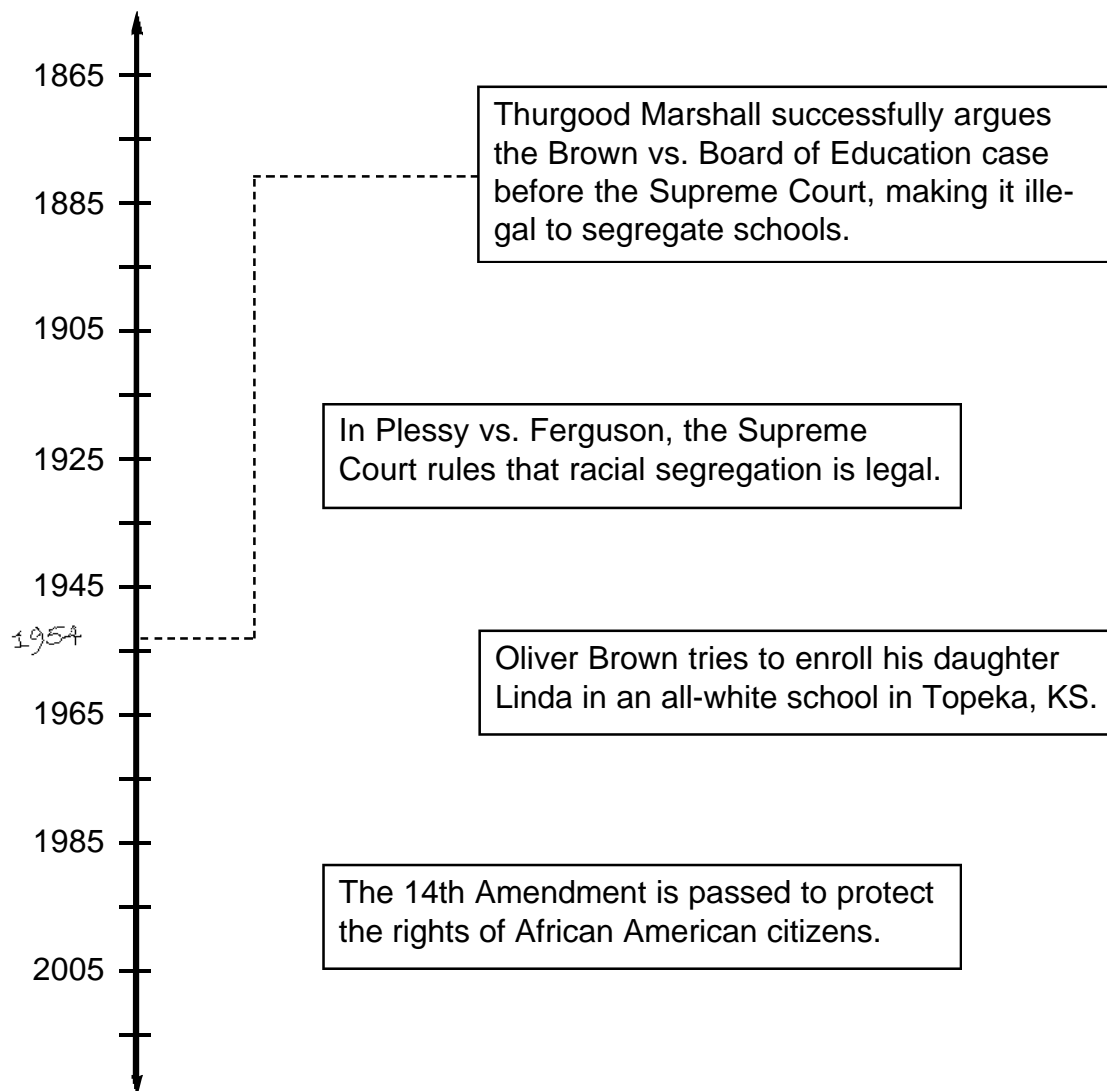 1865
1885
1905
1925
1945
1954
1965
1985
2005
Thurgood Marshall successfully argues
the Brown vs. Board of Education case
before the Supreme Court, making it ille-
gal to segregate schools.
In Plessy vs. Ferguson, the Supreme
Court rules that racial segregation is legal.
Oliver Brown tries to enroll his daughter
Linda in an all-white school in Topeka, KS.
The 14th Amendment is passed to protect
the rights of African American citizens.